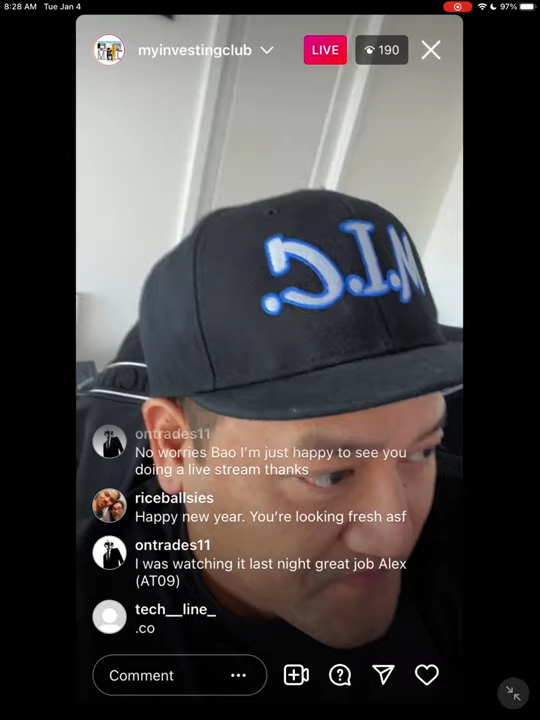 8:28 AM Tue Jan 4
97%
myinvestingclub
LIVE
190
M.I.C.
ontrades11
No worries Bao I'm just happy to see you
doing a live stream thanks
riceballsies
Happy new year. You're looking fresh asf
ontrades11
I was watching it last night great job Alex
(AT09)
tech__line_
.co
Comment